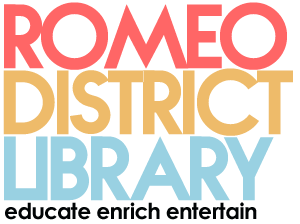 ROMEO
DISTRICT
LIBRARY
educate enrich entertain